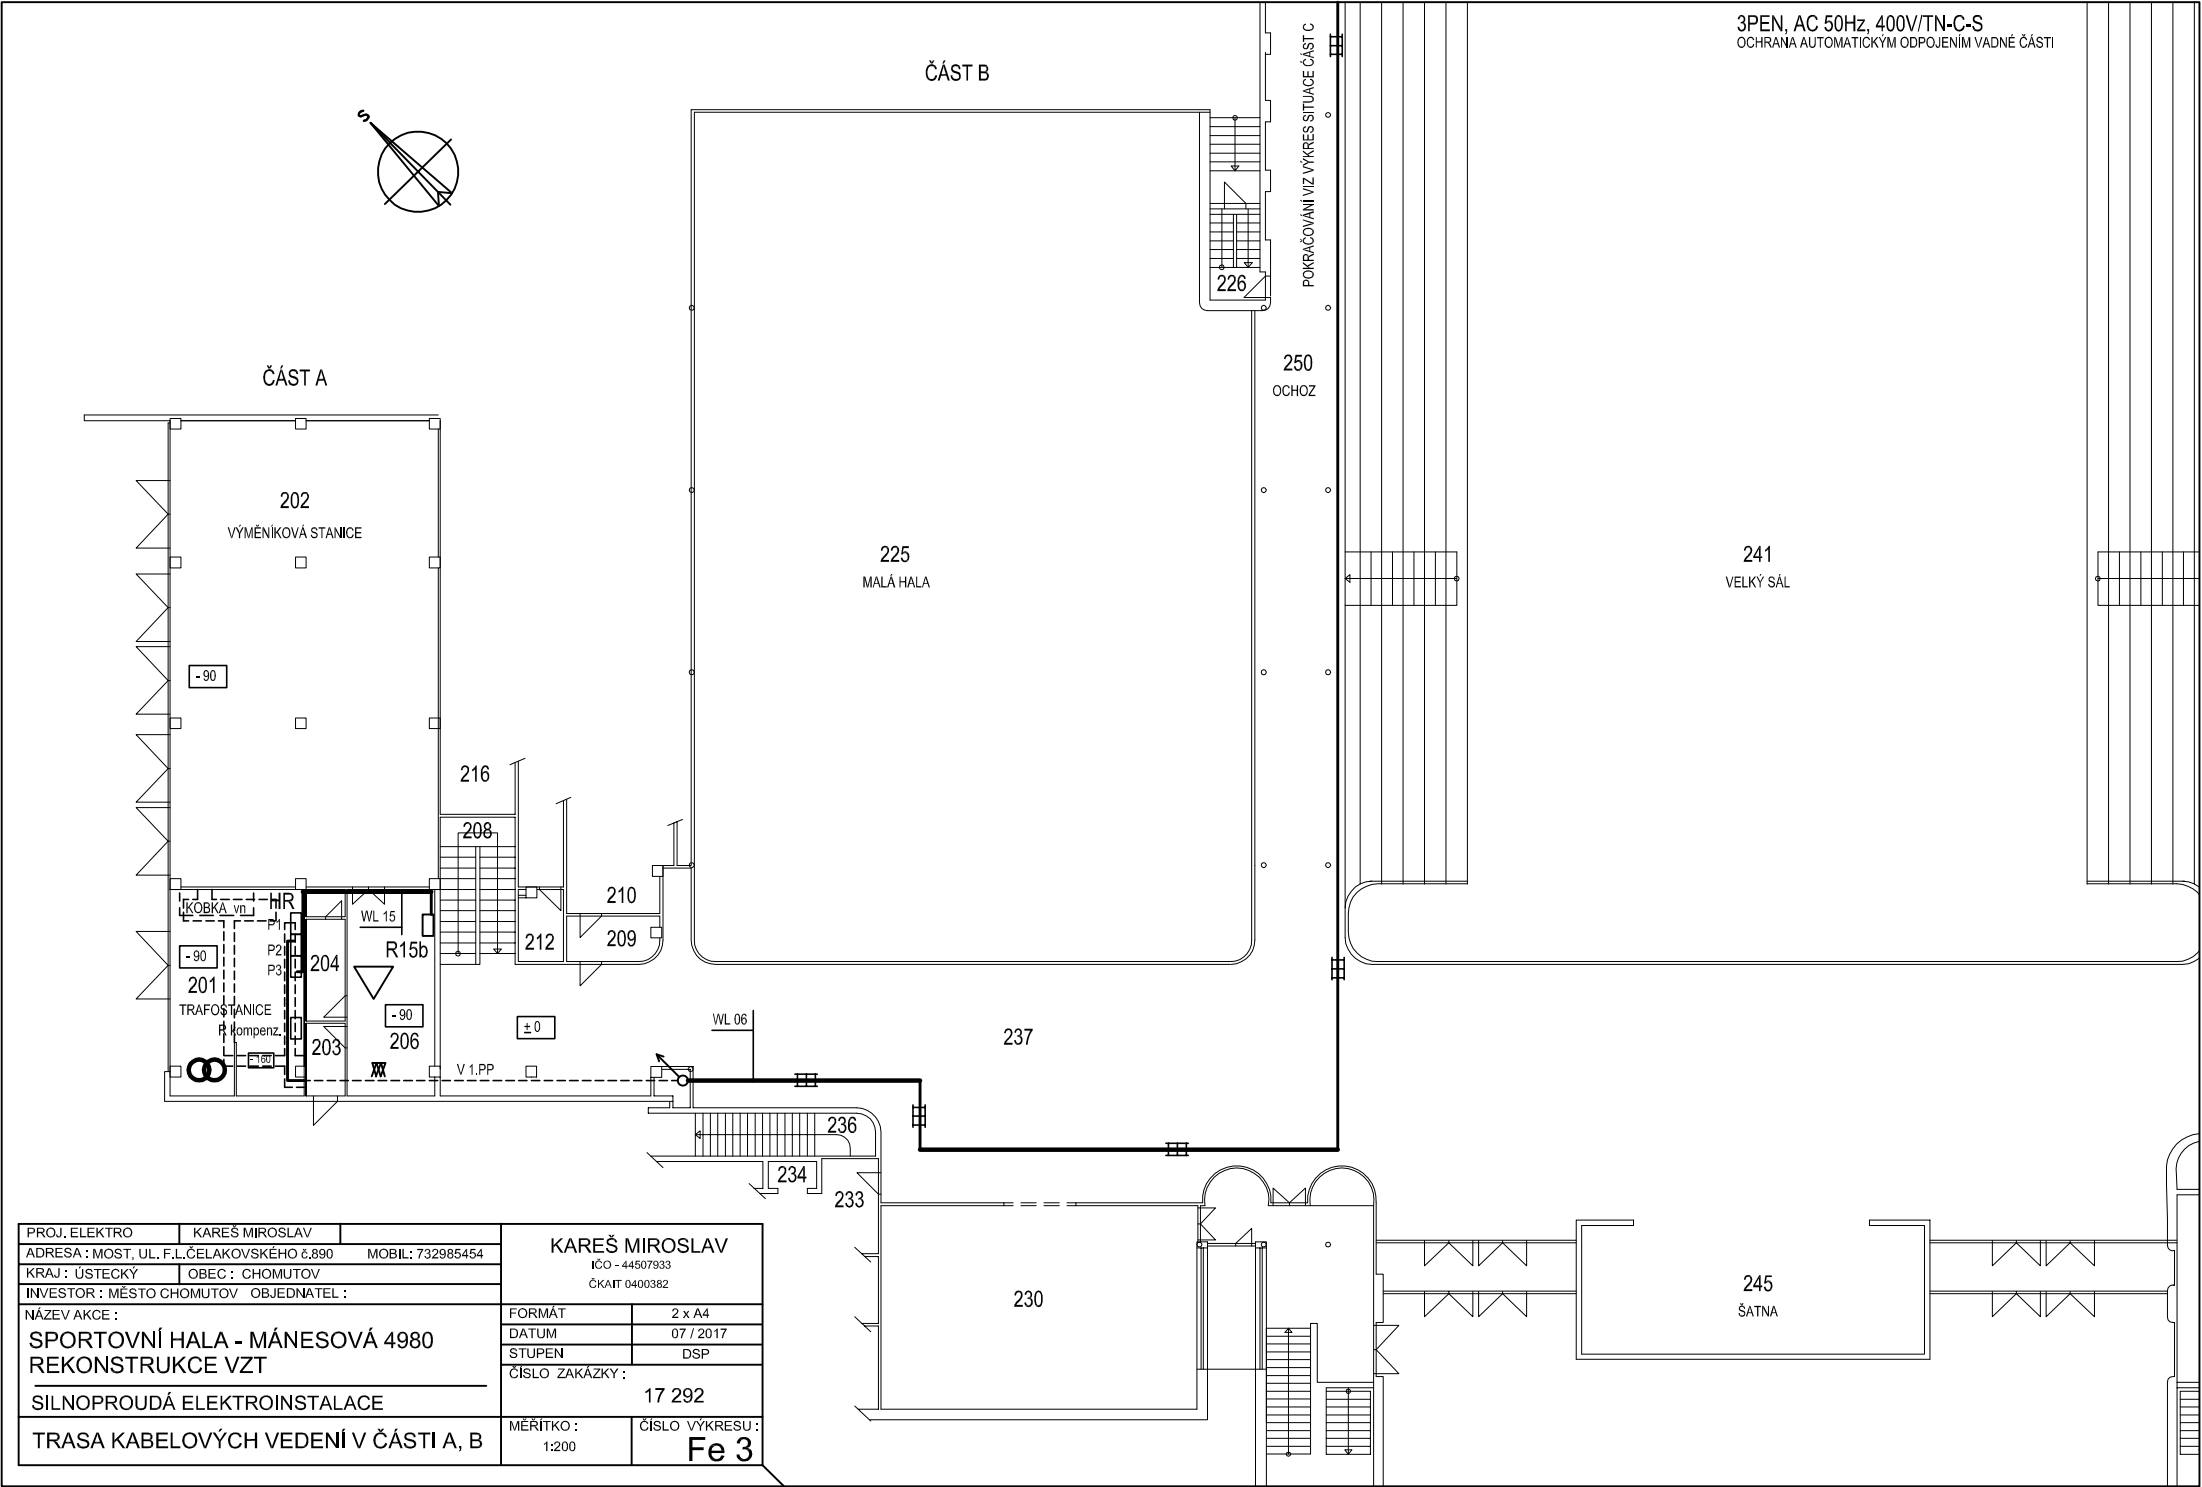 3PEN, AC 50Hz, 400V/TN-C-S
OCHRANA AUTOMATICKÝM ODPOJENÍM VADNÉ ČÁSTI
ČÁST B
POKRAČOVÁNÍ VIZ VÝKRES SITUACE ČÁST C
S
226
250
OCHOZ
ČÁST A
202
VÝMĚNÍKOVÁ STANICE
225
MALÁ HALA
241
VELKÝ SÁL
- 90
216
208
210
KOBKA vn
HR
P1
WL 15
P2
R15b
212
209
- 90
P3
204
201
TRAFOSTANICE
- 90
R kompenz.
203
206
± 0
WL 06
237
- 160
V 1.PP
236
234
233
230
245
ŠATNA
PROJ. ELEKTRO KAREŠ MIROSLAV
ADRESA : MOST, UL. F.L.ČELAKOVSKÉHO č.890 MOBIL: 732985454
KRAJ : ÚSTECKÝ OBEC : CHOMUTOV
INVESTOR : MĚSTO CHOMUTOV OBJEDNATEL :
NÁZEV AKCE :
SPORTOVNÍ HALA - MÁNESOVÁ 4980
REKONSTRUKCE VZT
SILNOPROUDÁ ELEKTROINSTALACE
TRASA KABELOVÝCH VEDENÍ V ČÁSTI A, B
KAREŠ MIROSLAV
IČO - 44507933
ČKAIT 0400382
FORMÁT 2 x A4
DATUM 07 / 2017
STUPEŇ DSP
ČÍSLO ZAKÁZKY :
17 292
MĚŘÍTKO :
1:200
ČÍSLO VÝKRESU :
Fe 3